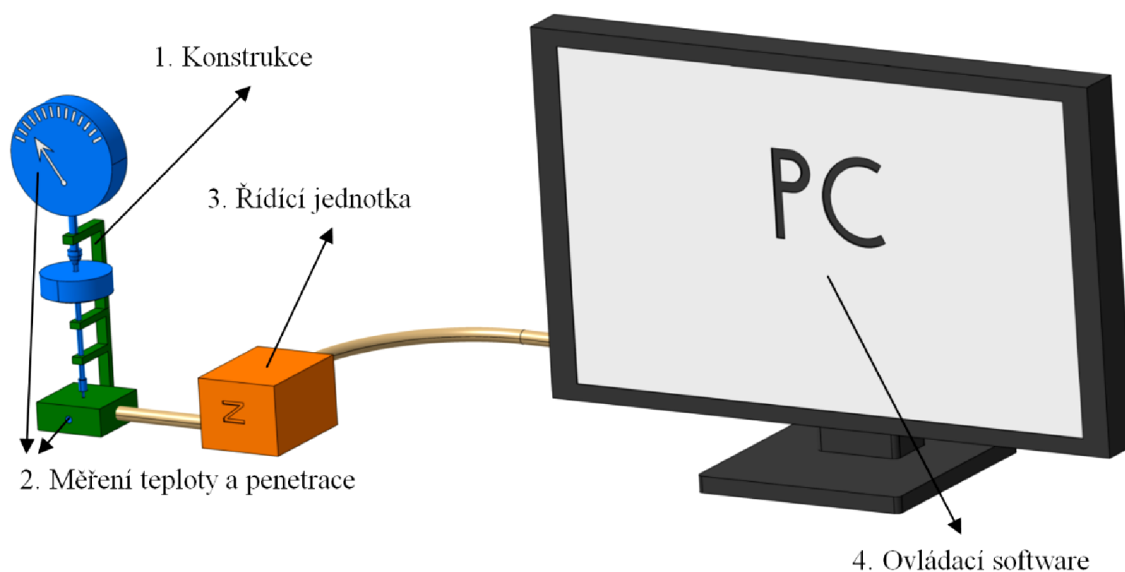 1. Konstrukce
3. Řídící jednotka
PC
N
2. Měření teploty a penetrace
4. Ovládací software